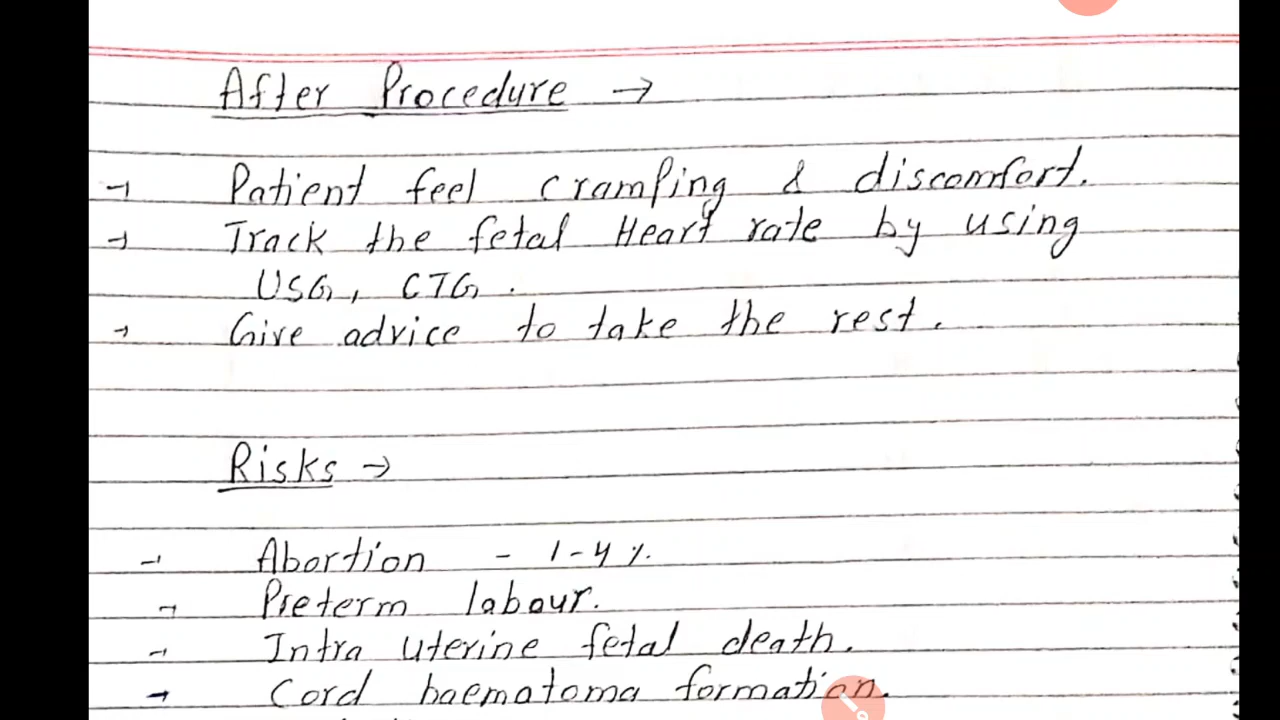 After Procedure →
→ Patient feel cramping & discomfort.
→ Track the fetal Heart rate by using
USG, CTG.
→ Give advice to take the rest.
Risks →
→ Abortion - 1-4 %.
→ Preterm labour.
→ Intra uterine fetal death.
→ Cord haematoma formation.